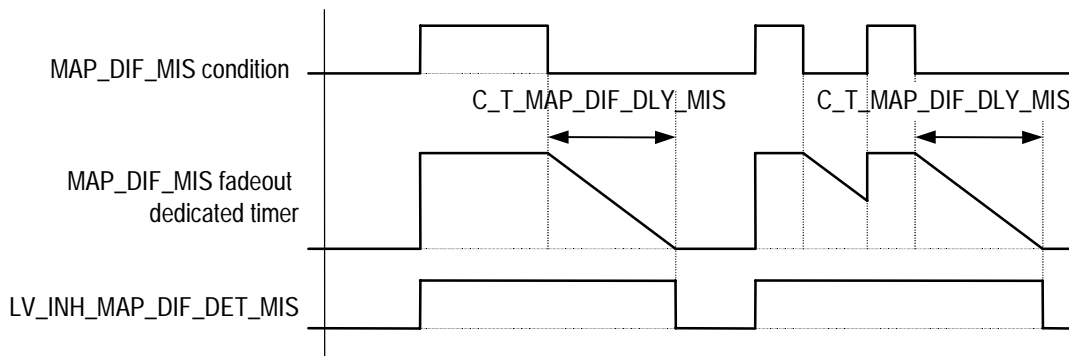 MAP_DIF_MIS condition
C_T_MAP_DIF_DLY_MIS
C_T_MAP_DIF_DLY_MIS
MAP_DIF_MIS fadeout
dedicated timer
LV_INH_MAP_DIF_DET_MIS